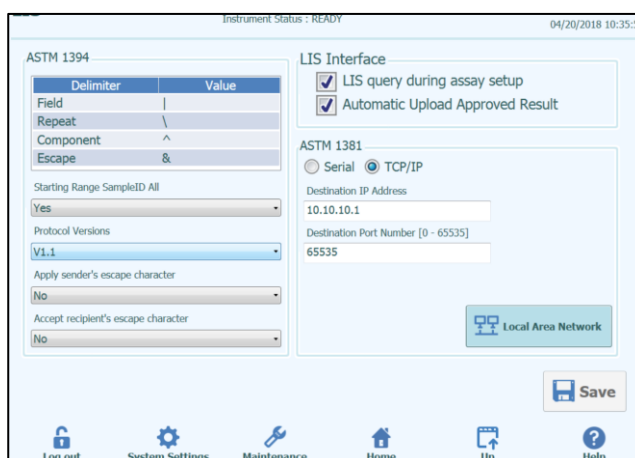 Instrument Status : READY
04/20/2018 10:35:5
ASTM 1394
Delimiter Value
Field |
Repeat \
Component ^
Escape &
Starting Range SampleID All
Yes
Protocol Versions
V1.1
Apply sender's escape character
No
Accept recipient's escape character
No
LIS Interface
LIS query during assay setup
Automatic Upload Approved Result
ASTM 1381
Serial TCP/IP
Destination IP Address
10.10.10.1
Destination Port Number [0 - 65535]
65535
Local Area Network
Save
Log out System Settings Maintenance Home Up Help